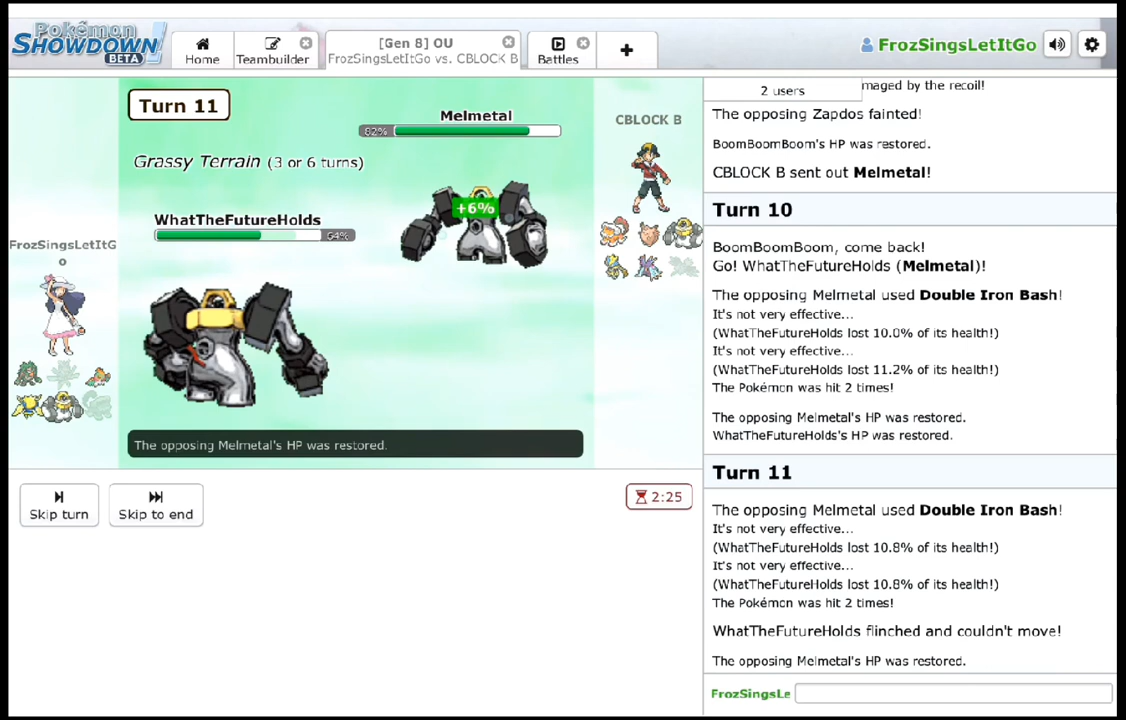 Pokémon
SHOWDOWN!
BETA
Home
Teambuilder
[Gen 8] OU
FrozSingsLetItGo vs. CBLOCK B
Battles
+
FrozSingsLetItGo
Turn 11
Melmetal
82%
Grassy Terrain (3 or 6 turns)
+6%
WhatTheFutureHolds
64%
FrozSingsLetItG
o
CBLOCK B
The opposing Melmetal's HP was restored.
Skip turn
Skip to end
2:25
2 users
maged by the recoil!
The opposing Zapdos fainted!
BoomBoomBoom's HP was restored.
CBLOCK B sent out Melmetal!
Turn 10
BoomBoomBoom, come back!
Go! WhatTheFutureHolds (Melmetal)!
The opposing Melmetal used Double Iron Bash!
It's not very effective...
(WhatTheFutureHolds lost 10.0% of its health!)
It's not very effective...
(WhatTheFutureHolds lost 11.2% of its health!)
The Pokémon was hit 2 times!
The opposing Melmetal's HP was restored.
WhatTheFutureHolds's HP was restored.
Turn 11
The opposing Melmetal used Double Iron Bash!
It's not very effective...
(WhatTheFutureHolds lost 10.8% of its health!)
It's not very effective...
(WhatTheFutureHolds lost 10.8% of its health!)
The Pokémon was hit 2 times!
WhatTheFutureHolds flinched and couldn't move!
The opposing Melmetal's HP was restored.
FrozSingsLe